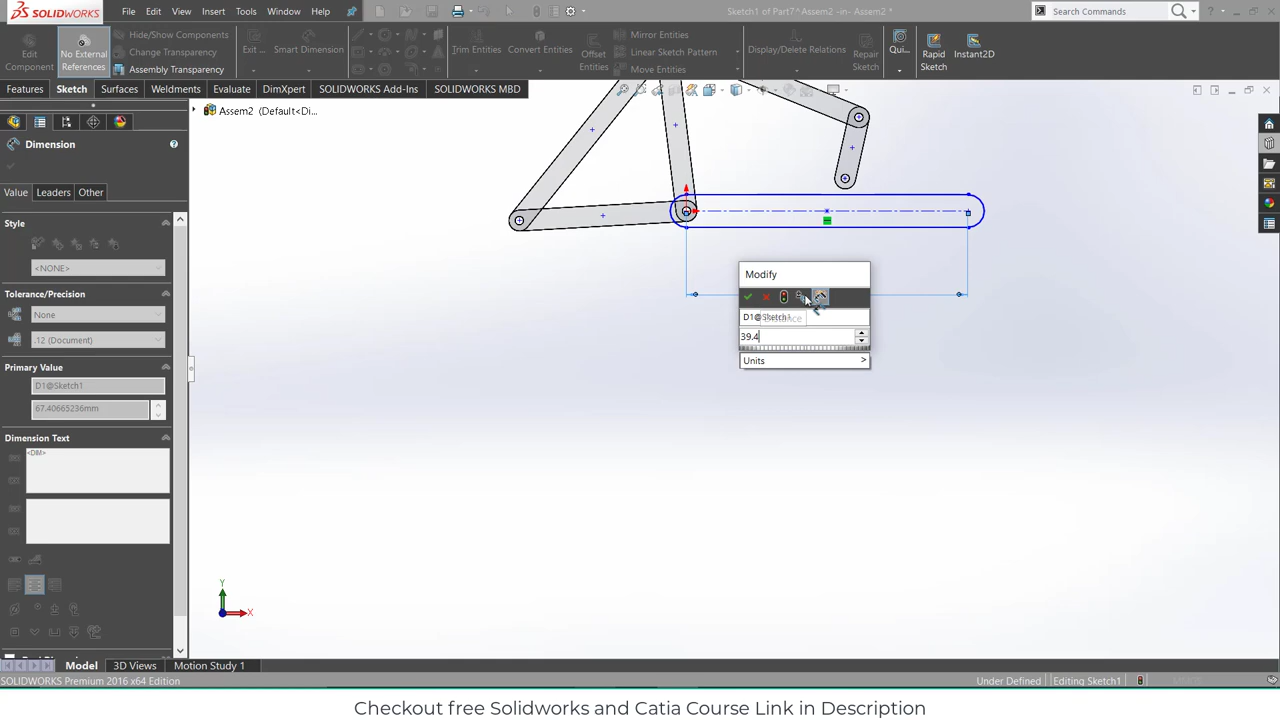 SOLIDWORKS
File Edit View Insert Tools Window Help
Sketch1 of Part7^Assem2 -in- Assem2 *
Search Commands
Edit Component
No External References
Hide/Show Components
Change Transparency
Assembly Transparency
Exit ...
Smart Dimension
Trim Entities
Convert Entities
Offset Entities
Mirror Entities
Linear Sketch Pattern
Move Entities
Display/Delete Relations
Repair Sketch
Qui...
Rapid Sketch
Instant2D
Features Sketch Surfaces Weldments Evaluate DimXpert SOLIDWORKS Add-Ins SOLIDWORKS MBD
Assem2 (Default<Di...
Dimension
Value Leaders Other
Style
<NONE>
Tolerance/Precision
None
.12 (Document)
Primary Value
D1@Sketch1
67.40665236mm
Dimension Text
<DIM>
Modify
D1@Sketch1
39.4
Units >
Y
X
Model 3D Views Motion Study 1
SOLIDWORKS Premium 2016 x64 Edition
Under Defined Editing Sketch1
Checkout free Solidworks and Catia Course Link in Description